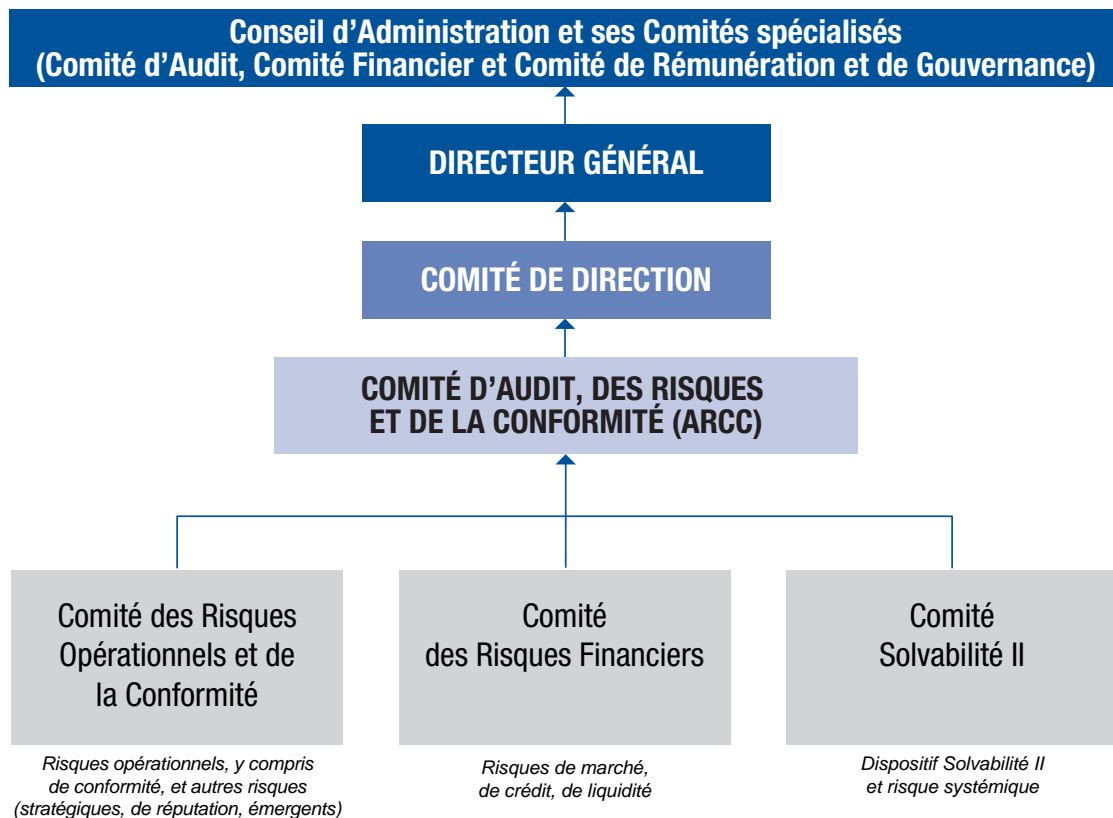 Conseil d’Administration et ses Comités spécialisés
(Comité d’Audit, Comité Financier et Comité de Rémunération et de Gouvernance)
DIRECTEUR GÉNÉRAL
COMITÉ DE DIRECTION
COMITÉ D’AUDIT, DES RISQUES
ET DE LA CONFORMITÉ (ARCC)
Comité des Risques
Opérationnels et de
la Conformité
Risques opérationnels, y compris
de conformité, et autres risques
(stratégiques, de réputation, émergents)
Comité
des Risques Financiers
Risques de marché,
de crédit, de liquidité
Comité
Solvabilité II
Dispositif Solvabilité II
et risque systémique